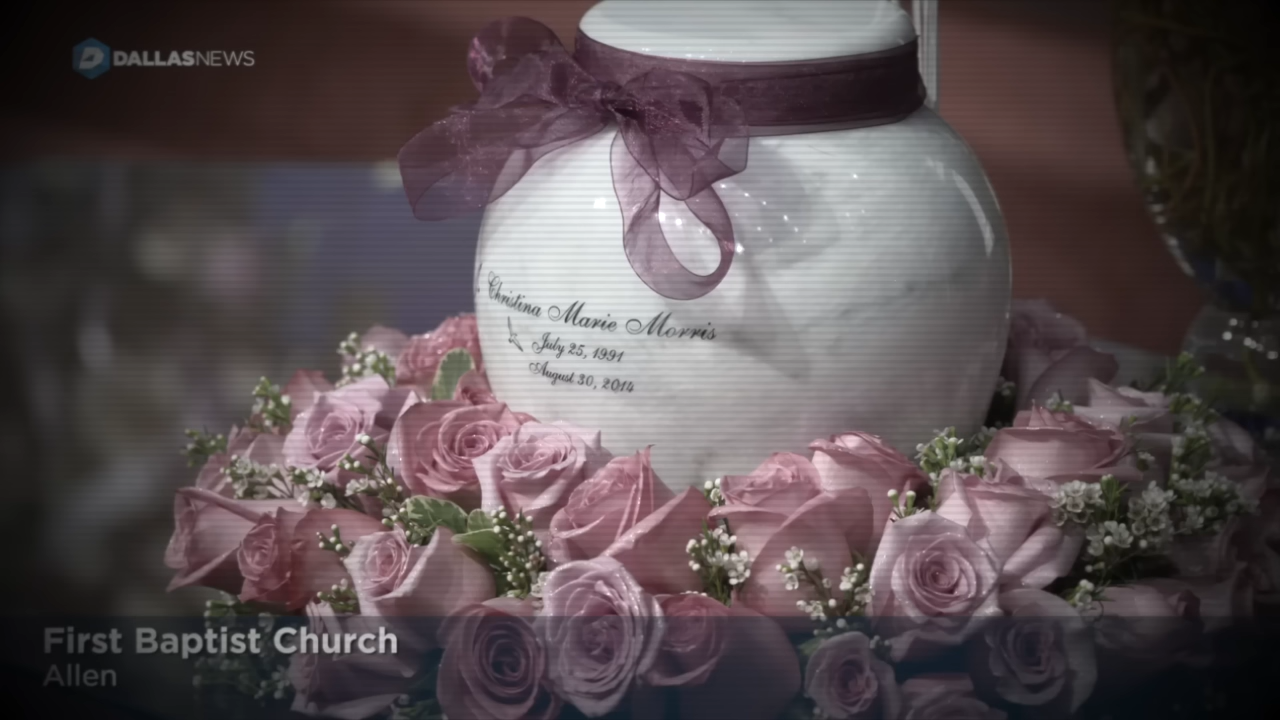 DALLASNEWS
Christina Marie Morris
July 25, 1991
August 30, 2014
First Baptist Church
Allen